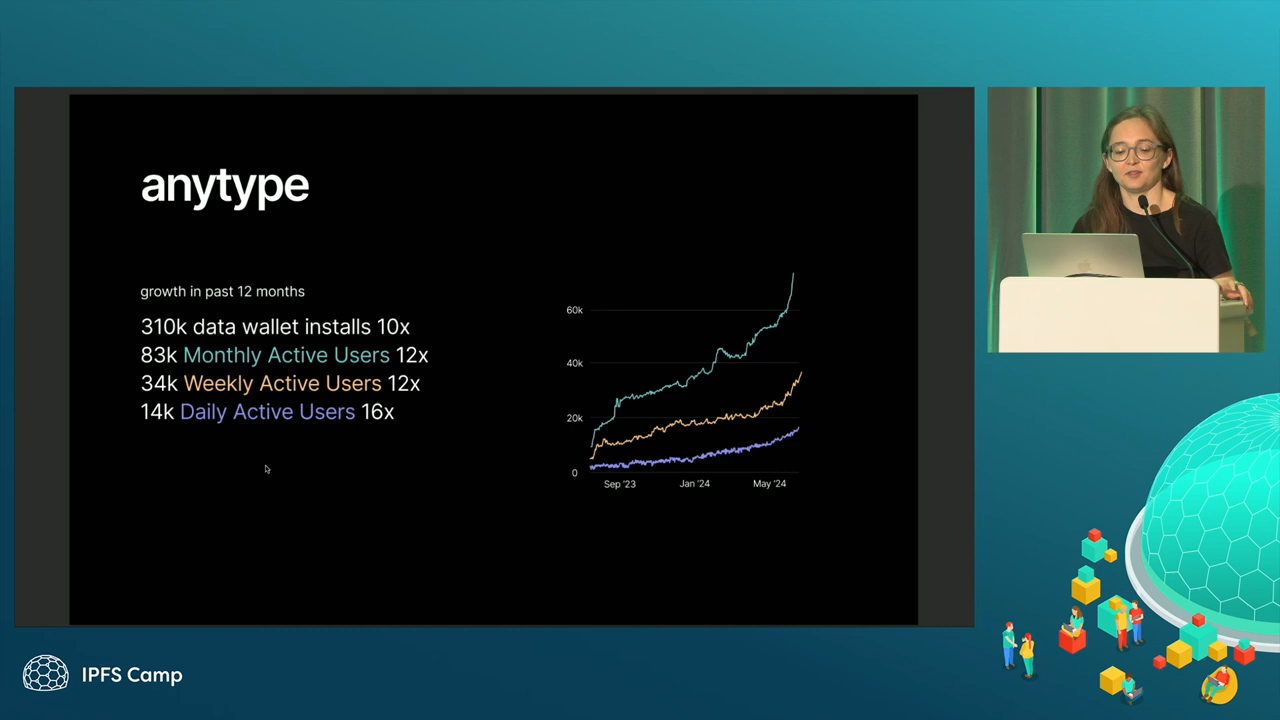 anytype
growth in past 12 months
310k data wallet installs 10x
83k Monthly Active Users 12x
34k Weekly Active Users 12x
14k Daily Active Users 16x
60k
40k
20k
0
Sep '23
Jan '24
May '24
IPFS Camp